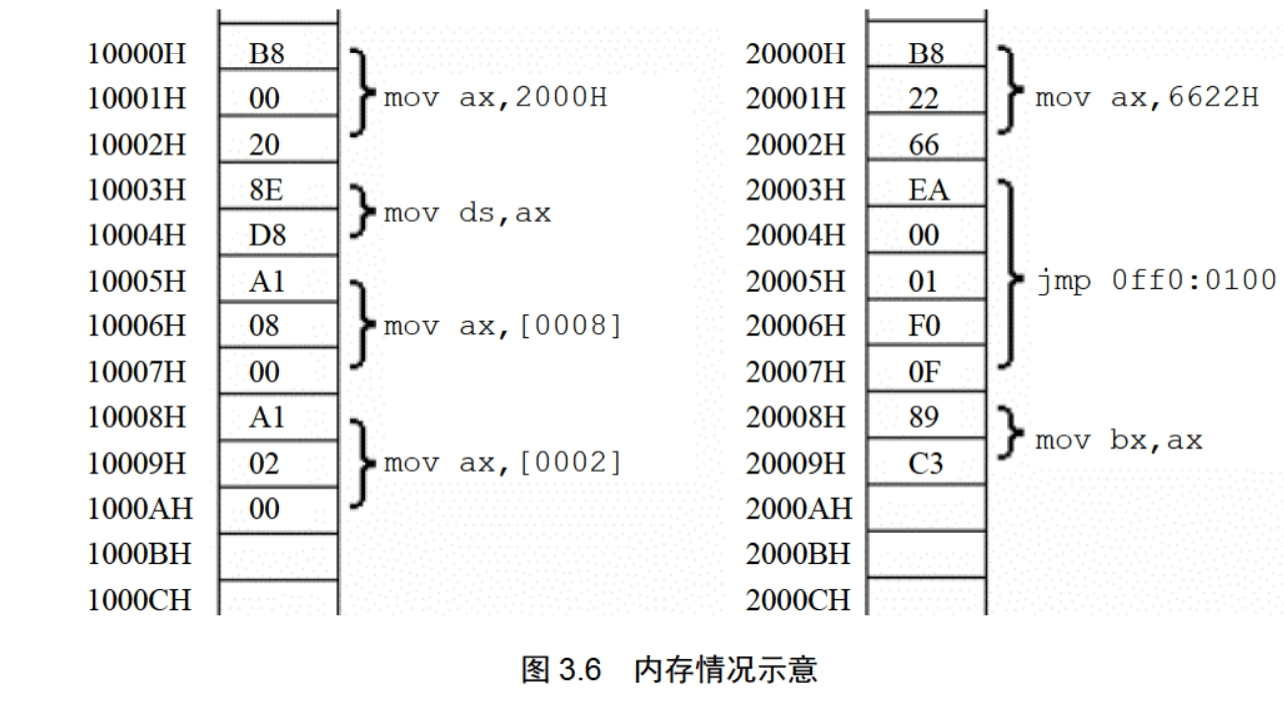 10000H B8
10001H 00 mov ax,2000H
10002H 20
10003H 8E
mov ds,ax
10004H D8
10005H A1
10006H 08 mov ax,[0008]
10007H 00
10008H A1
10009H 02 mov ax,[0002]
1000AH 00
1000BH
1000CH
20000H B8
20001H 22 mov ax,6622H
20002H 66
20003H EA
20004H 00
20005H 01 jmp 0ff0:0100
20006H F0
20007H 0F
20008H 89
mov bx,ax
20009H C3
2000AH
2000BH
2000CH
图 3.6 内存情况示意